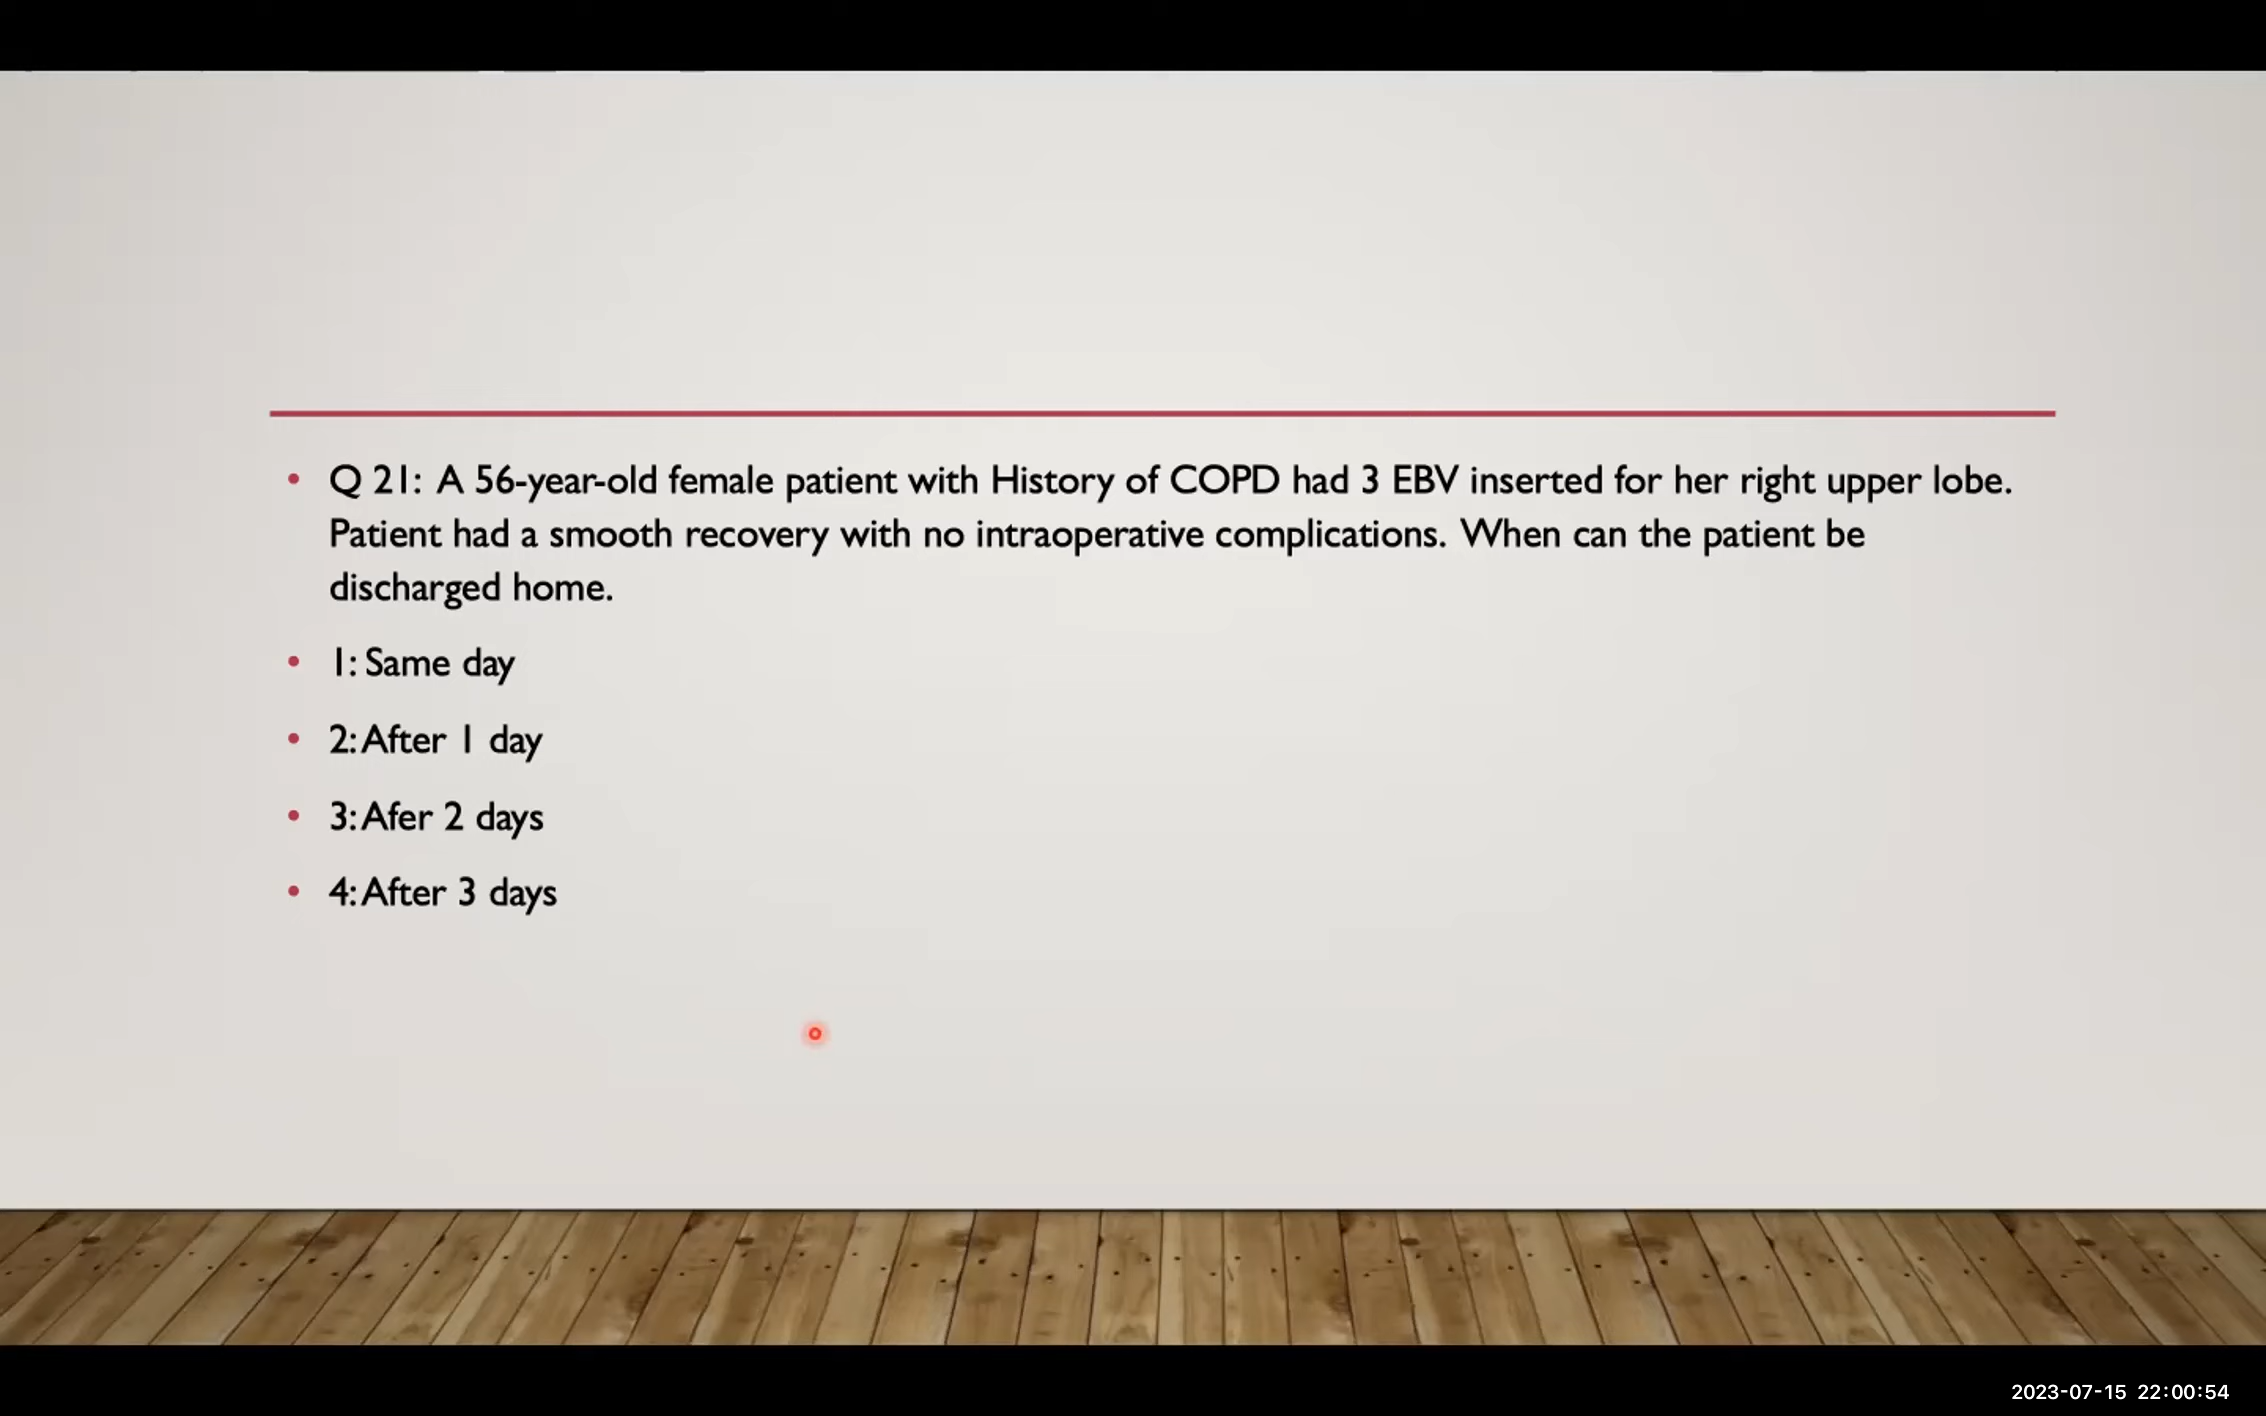 • Q 21: A 56-year-old female patient with History of COPD had 3 EBV inserted for her right upper lobe.
Patient had a smooth recovery with no intraoperative complications. When can the patient be
discharged home.
• 1: Same day
• 2: After 1 day
• 3: Afer 2 days
• 4: After 3 days
2023-07-15 22:00:54